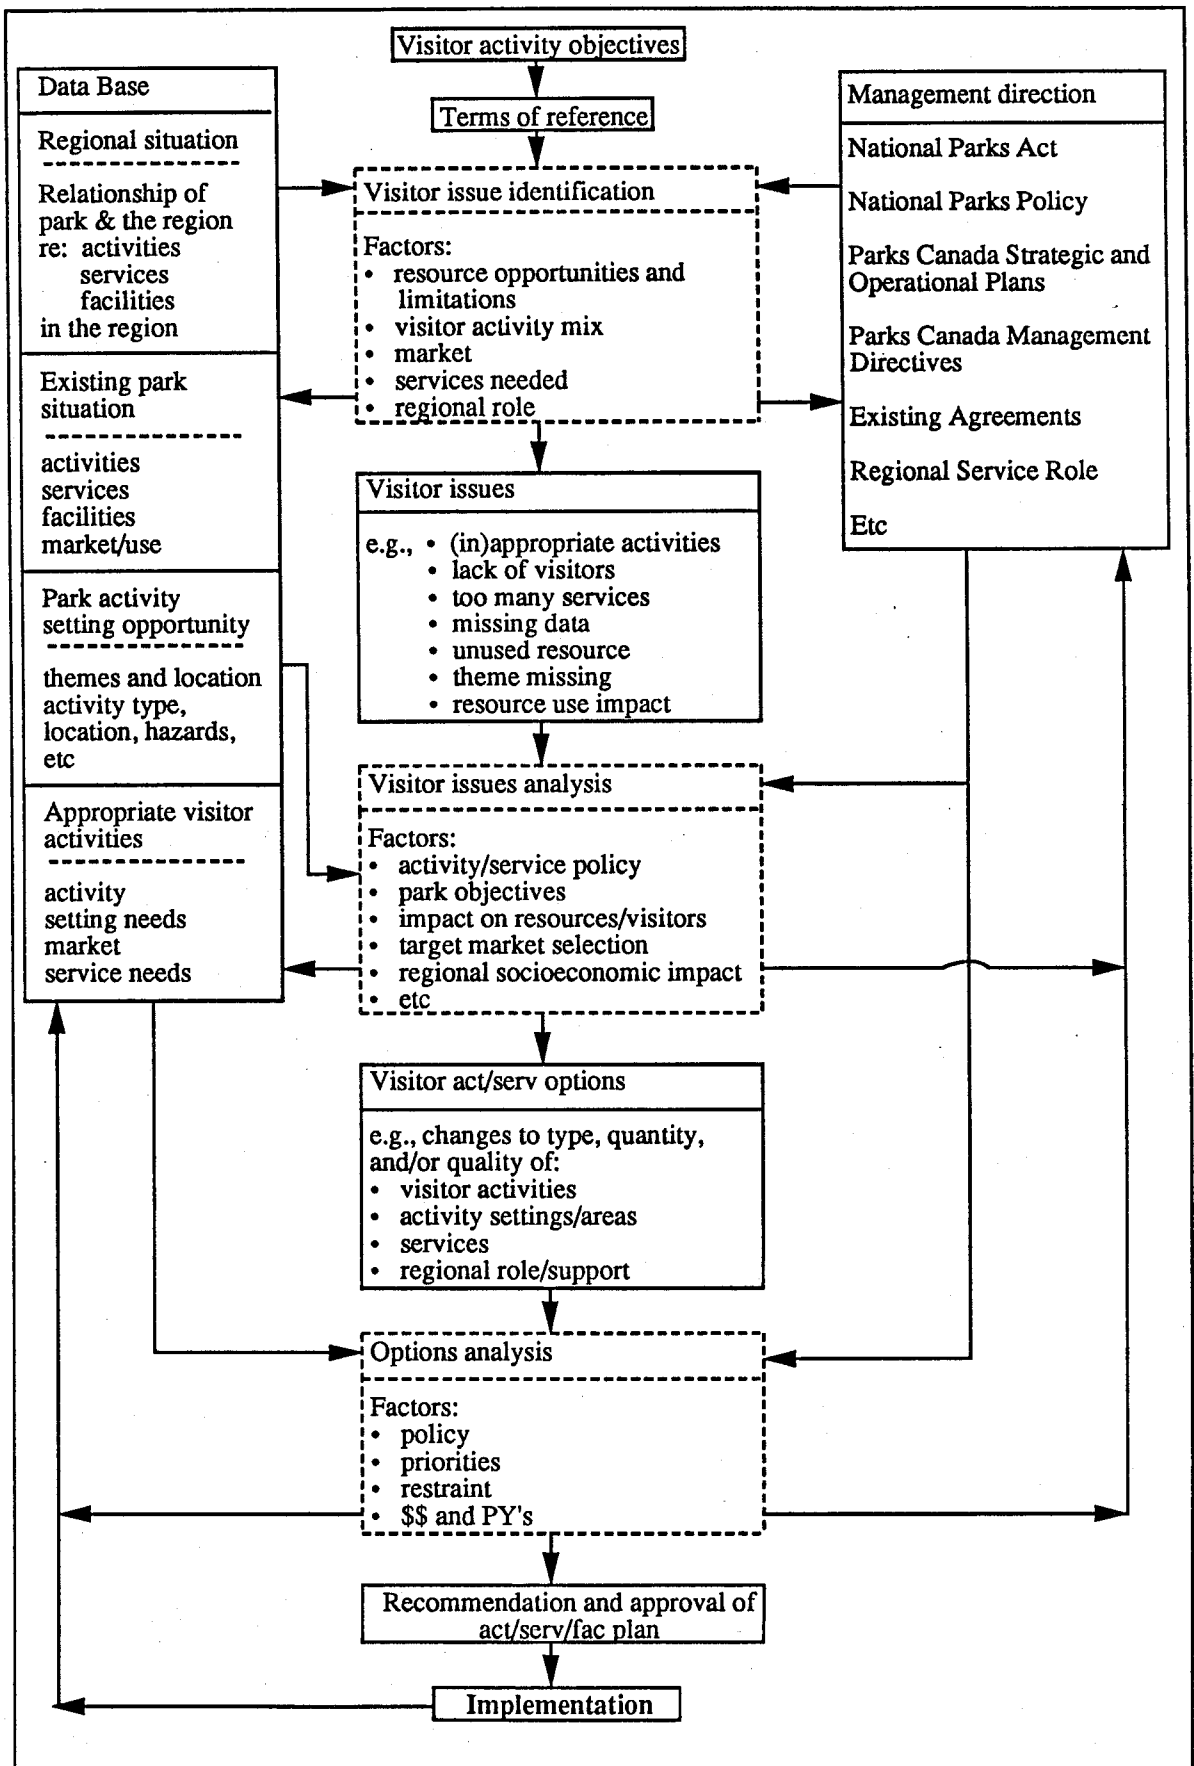 Visitor activity objectives
Terms of reference
Data Base
Regional situation
Relationship of
park & the region
re: activities
services
facilities
in the region
Existing park
situation
activities
services
facilities
market/use
Park activity
setting opportunity
themes and location
activity type,
location, hazards,
etc
Appropriate visitor
activities
activity
setting needs
market
service needs
Visitor issue identification
Factors:
• resource opportunities and
limitations
• visitor activity mix
• market
• services needed
• regional role
Management direction
National Parks Act
National Parks Policy
Parks Canada Strategic and
Operational Plans
Parks Canada Management
Directives
Existing Agreements
Regional Service Role
Etc
Visitor issues
e.g., • (in)appropriate activities
• lack of visitors
• too many services
• missing data
• unused resource
• theme missing
• resource use impact
Visitor issues analysis
Factors:
• activity/service policy
• park objectives
• impact on resources/visitors
• target market selection
• regional socioeconomic impact
• etc
Visitor act/serv options
e.g., changes to type, quantity,
and/or quality of:
• visitor activities
• activity settings/areas
• services
• regional role/support
Options analysis
Factors:
• policy
• priorities
• restraint
• $$ and PY's
Recommendation and approval of
act/serv/fac plan
Implementation